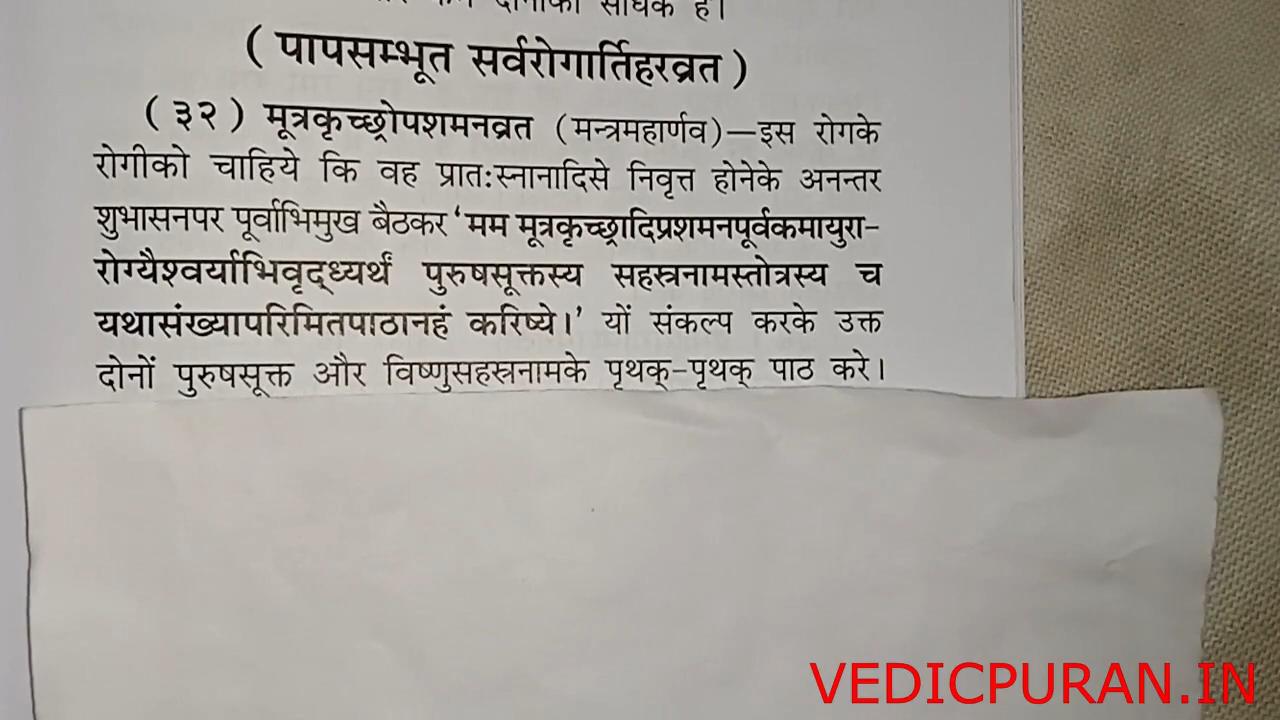 दोनोंका साधक है।
( पापसम्भूत सर्वरोगार्तिहरव्रत )
( ३२ ) मूत्रकृच्छ्रोपशमनव्रत (मन्त्रमहार्णव)—इस रोगके
रोगीको चाहिये कि वह प्रातःस्नानादिसे निवृत्त होनेके अनन्तर
शुभासनपर पूर्वाभिमुख बैठकर ‘मम मूत्रकृच्छ्रादिप्रशमनपूर्वकमायुरा-
रोग्यैश्वर्याभिवृद्ध्यर्थं पुरुषसूक्तस्य सहस्रनामस्तोत्रस्य च
यथासंख्यापरिमितपाठानहं करिष्ये।’ यों संकल्प करके उक्त
दोनों पुरुषसूक्त और विष्णुसहस्रनामके पृथक्-पृथक् पाठ करे।
VEDICPURAN.IN